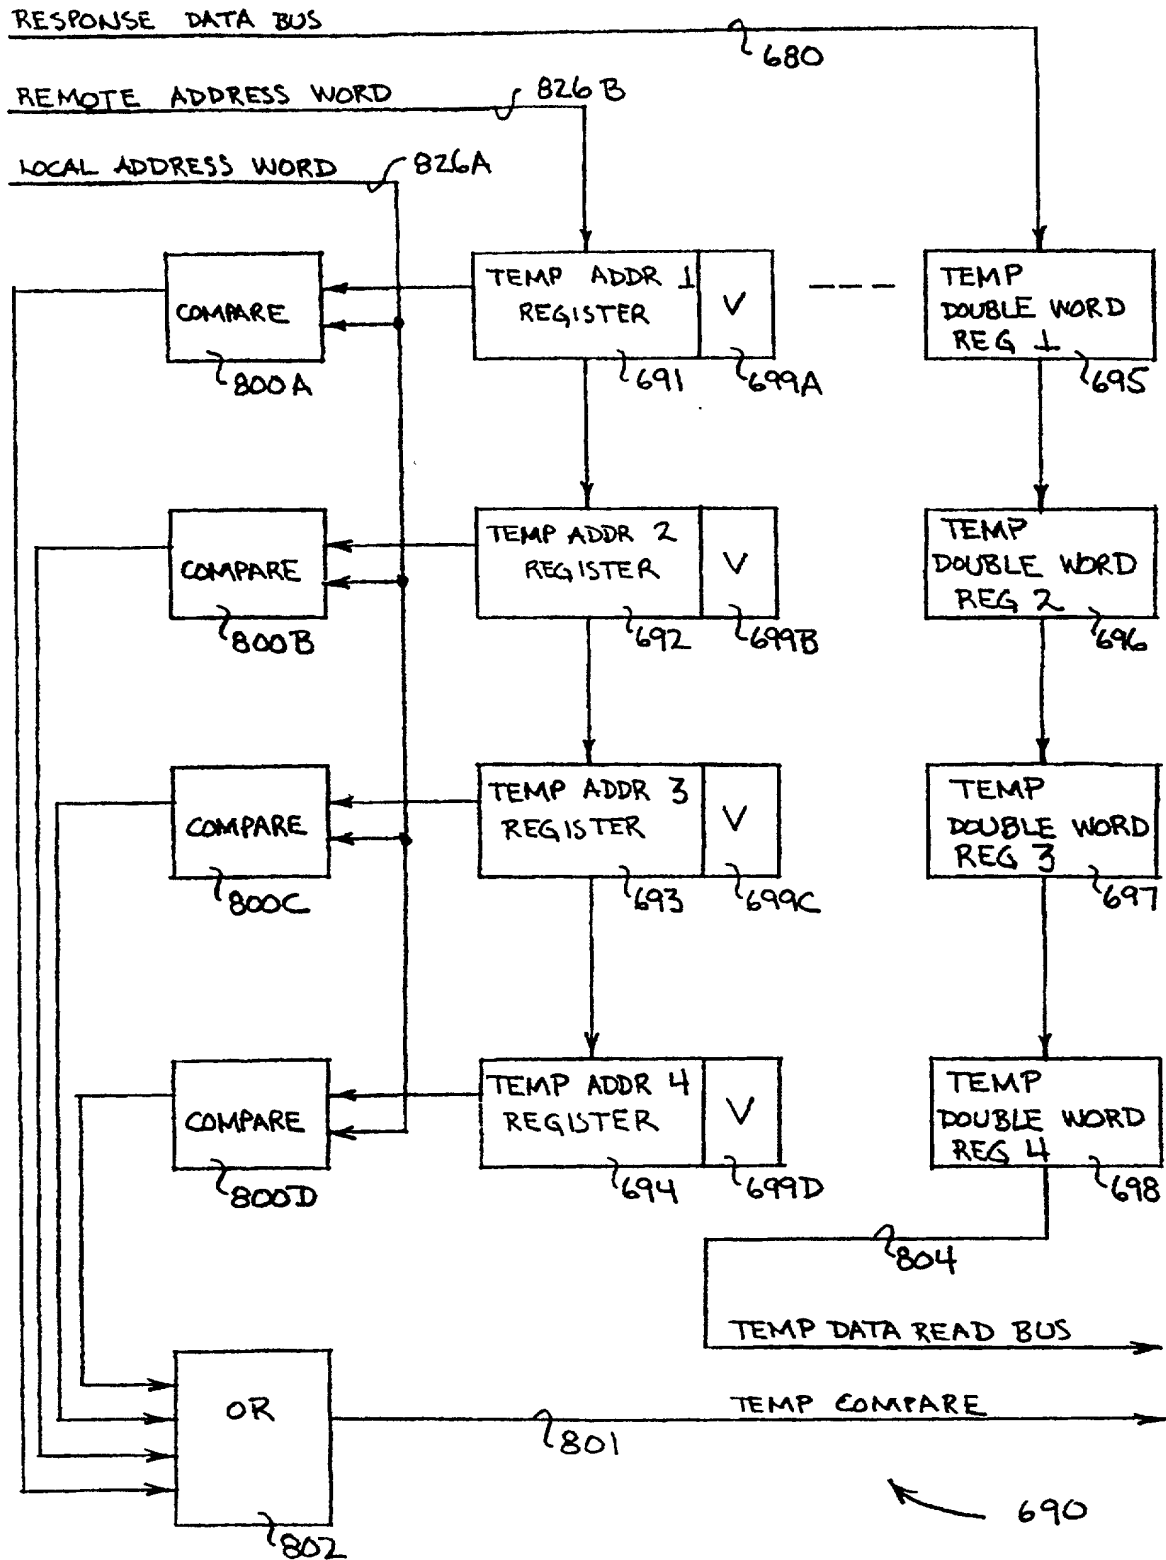 RESPONSE DATA BUS
680
REMOTE ADDRESS WORD
826B
LOCAL ADDRESS WORD
826A
COMPARE
800A
TEMP ADDR 1
REGISTER
V
691
699A
TEMP
DOUBLE WORD
REG 1
695
COMPARE
800B
TEMP ADDR 2
REGISTER
V
692
699B
TEMP
DOUBLE WORD
REG 2
696
COMPARE
800C
TEMP ADDR 3
REGISTER
V
693
699C
TEMP
DOUBLE WORD
REG 3
697
COMPARE
800D
TEMP ADDR 4
REGISTER
V
694
699D
TEMP
DOUBLE WORD
REG 4
698
804
TEMP DATA READ BUS
OR
802
TEMP COMPARE
801
690